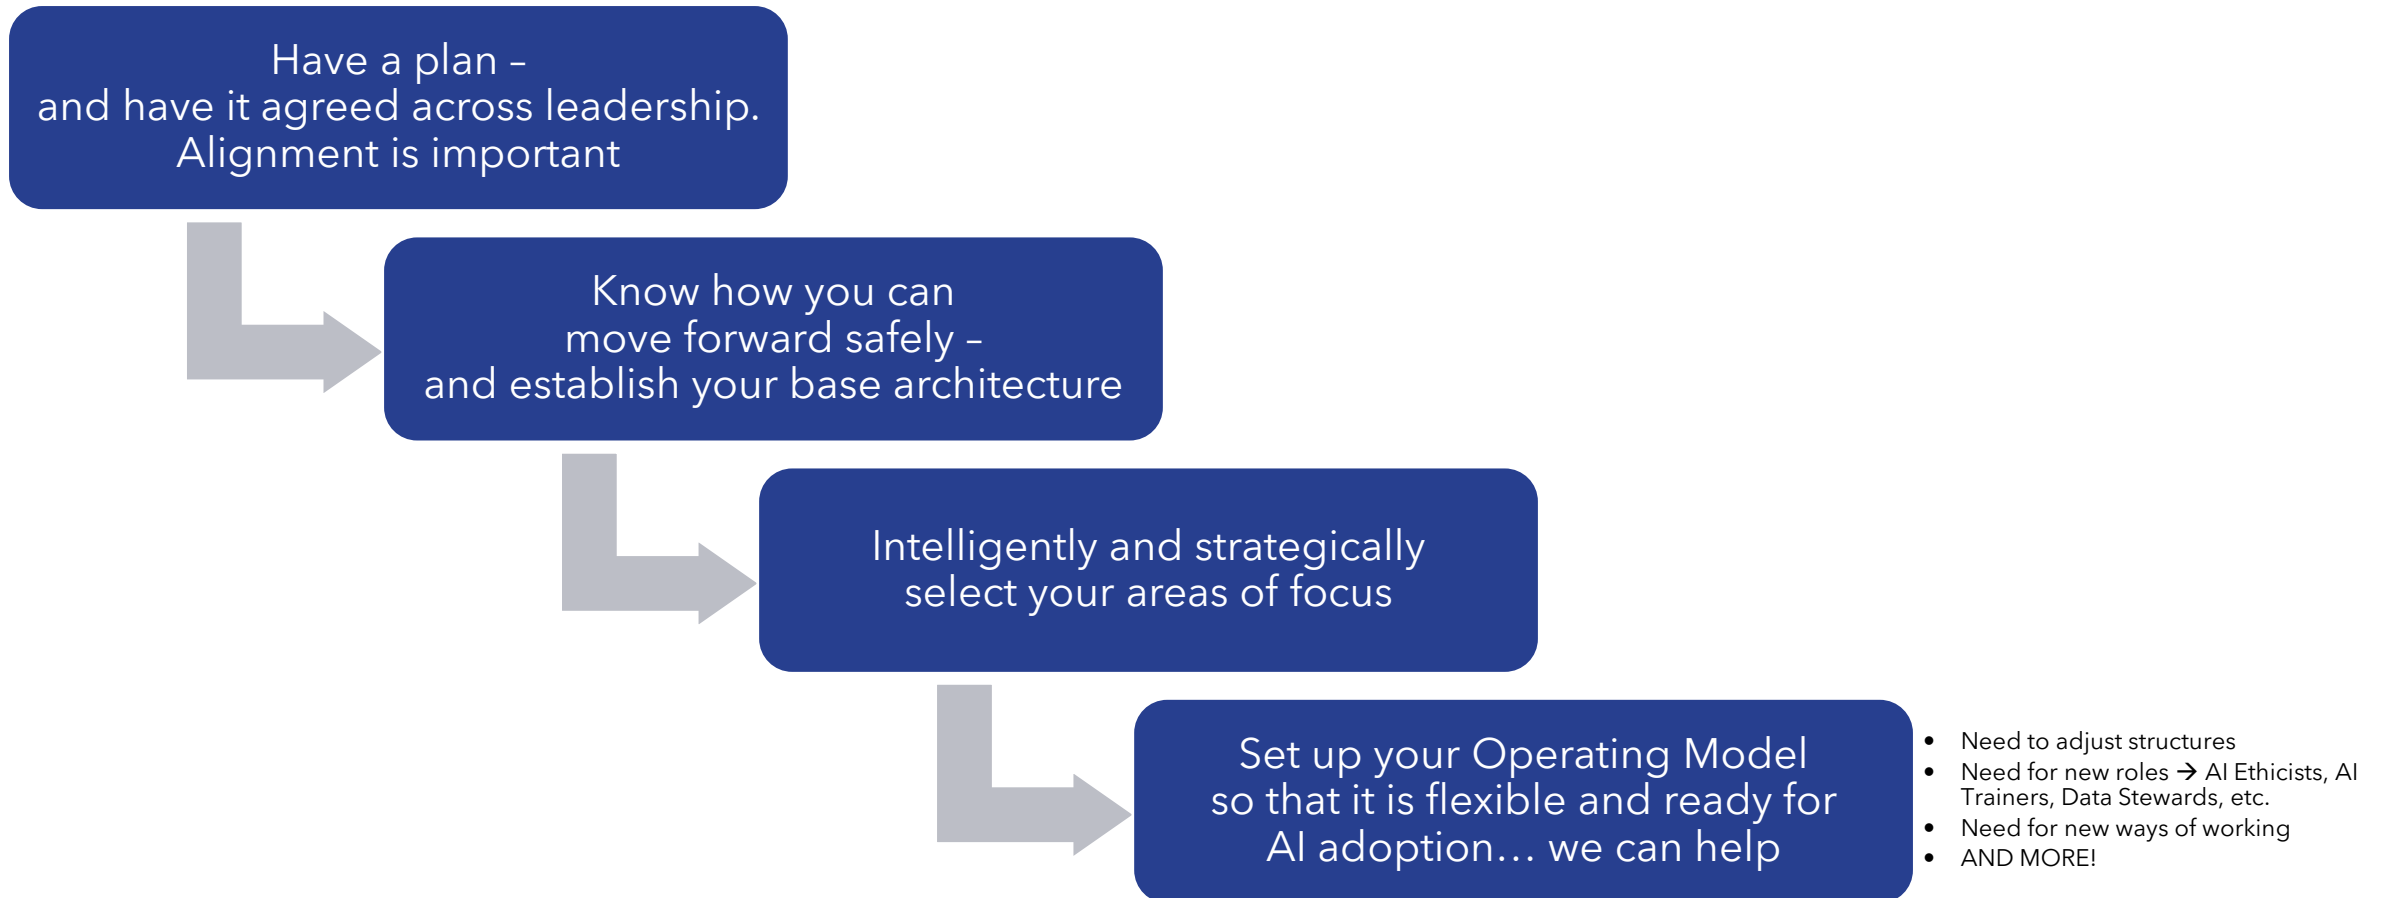 Have a plan –
and have it agreed across leadership.
Alignment is important
Know how you can
move forward safely –
and establish your base architecture
Intelligently and strategically
select your areas of focus
Set up your Operating Model
so that it is flexible and ready for
AI adoption... we can help
• Need to adjust structures
• Need for new roles → AI Ethicists, AI
Trainers, Data Stewards, etc.
• Need for new ways of working
• AND MORE!